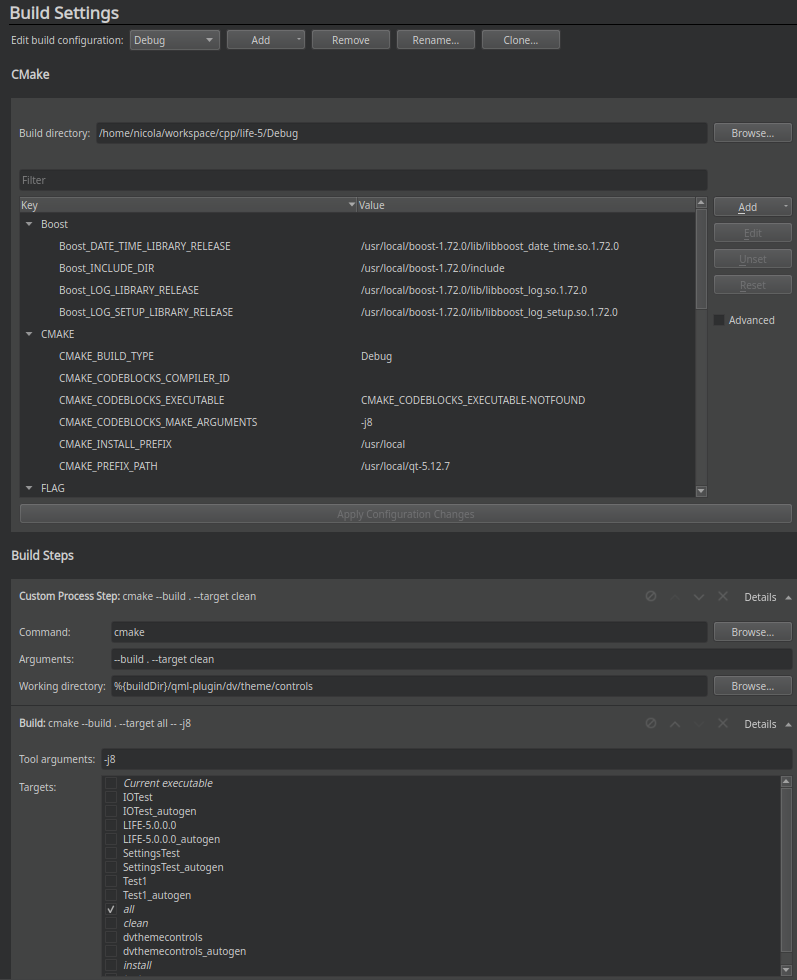 Build Settings
Edit build configuration: Debug Add Remove Rename... Clone...
CMake
Build directory: /home/nicola/workspace/cpp/life-5/Debug Browse...
Filter
Key Value Add
Boost Edit
Boost_DATE_TIME_LIBRARY_RELEASE /usr/local/boost-1.72.0/lib/libboost_date_time.so.1.72.0
Boost_INCLUDE_DIR /usr/local/boost-1.72.0/include Unset
Boost_LOG_LIBRARY_RELEASE /usr/local/boost-1.72.0/lib/libboost_log.so.1.72.0 Reset
Boost_LOG_SETUP_LIBRARY_RELEASE /usr/local/boost-1.72.0/lib/libboost_log_setup.so.1.72.0 Advanced
CMAKE
CMAKE_BUILD_TYPE Debug
CMAKE_CODEBLOCKS_COMPILER_ID
CMAKE_CODEBLOCKS_EXECUTABLE CMAKE_CODEBLOCKS_EXECUTABLE-NOTFOUND
CMAKE_CODEBLOCKS_MAKE_ARGUMENTS -j8
CMAKE_INSTALL_PREFIX /usr/local
CMAKE_PREFIX_PATH /usr/local/qt-5.12.7
FLAG
Apply Configuration Changes
Build Steps
Custom Process Step: cmake --build . --target clean Details
Command: cmake Browse...
Arguments: --build . --target clean
Working directory: %{buildDir}/qml-plugin/dv/theme/controls Browse...
Build: cmake --build . --target all -- -j8 Details
Tool arguments: -j8
Targets: Current executable
IOTest
IOTest_autogen
LIFE-5.0.0.0
LIFE-5.0.0.0_autogen
SettingsTest
SettingsTest_autogen
Test1
Test1_autogen
all
clean
dvthemecontrols
dvthemecontrols_autogen
install